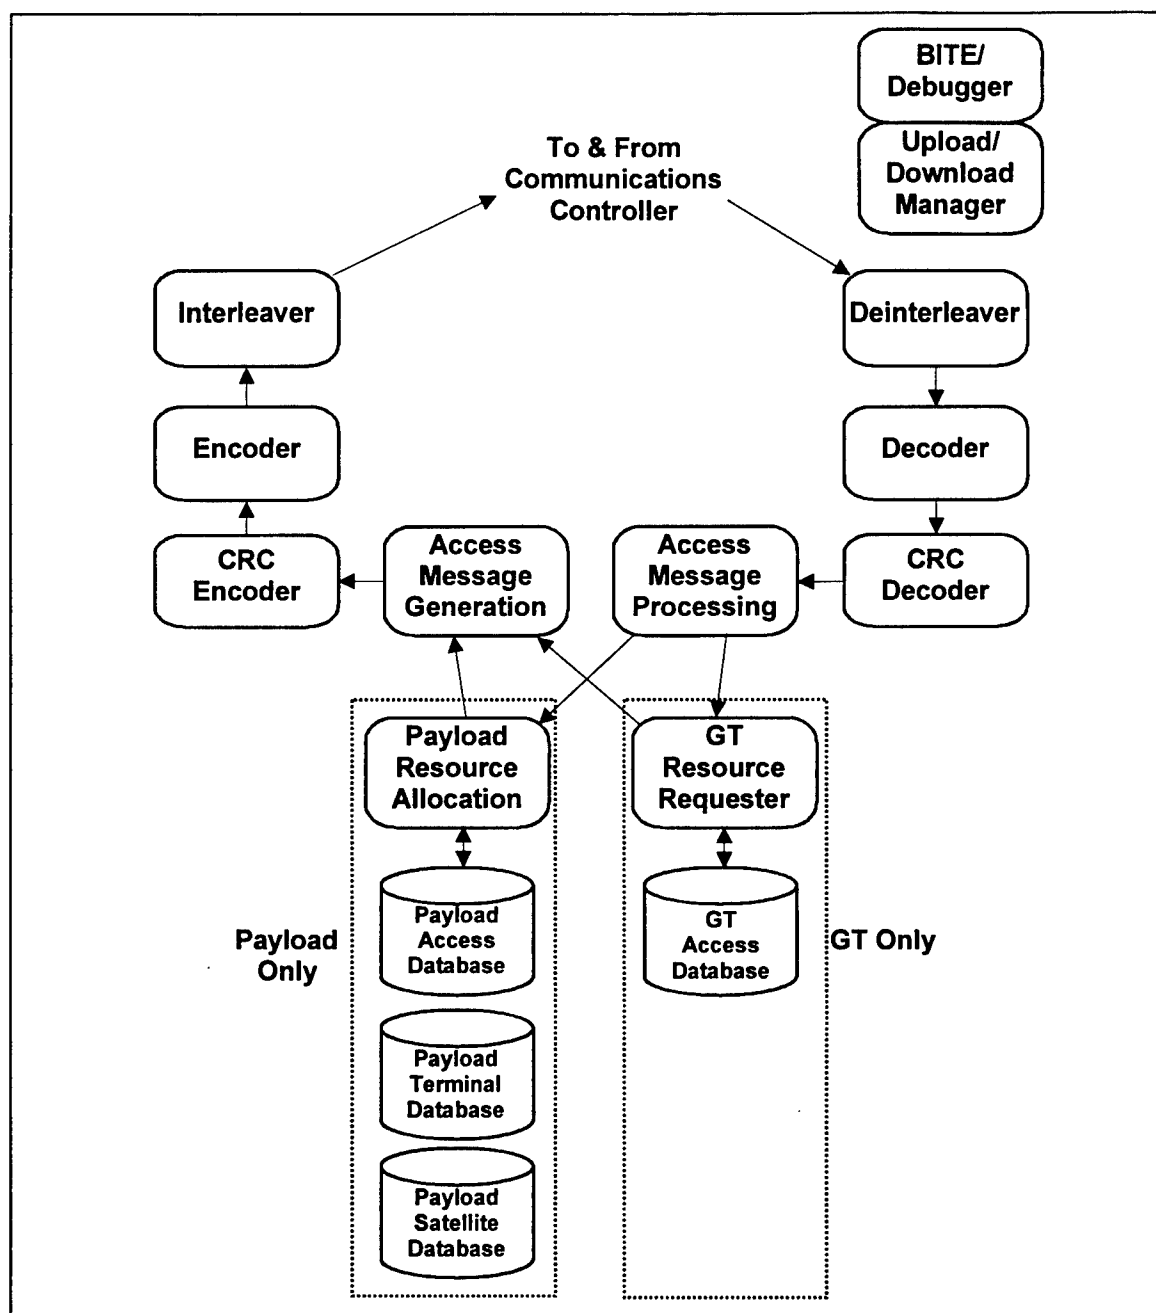 BITE/
Debugger
Upload/
Download
Manager
To & From
Communications
Controller
Interleaver
Deinterleaver
Encoder
Decoder
CRC
Encoder
Access
Message
Generation
Access
Message
Processing
CRC
Decoder
Payload
Resource
Allocation
GT
Resource
Requester
Payload
Only
Payload
Access
Database
GT
Access
Database
GT Only
Payload
Terminal
Database
Payload
Satellite
Database